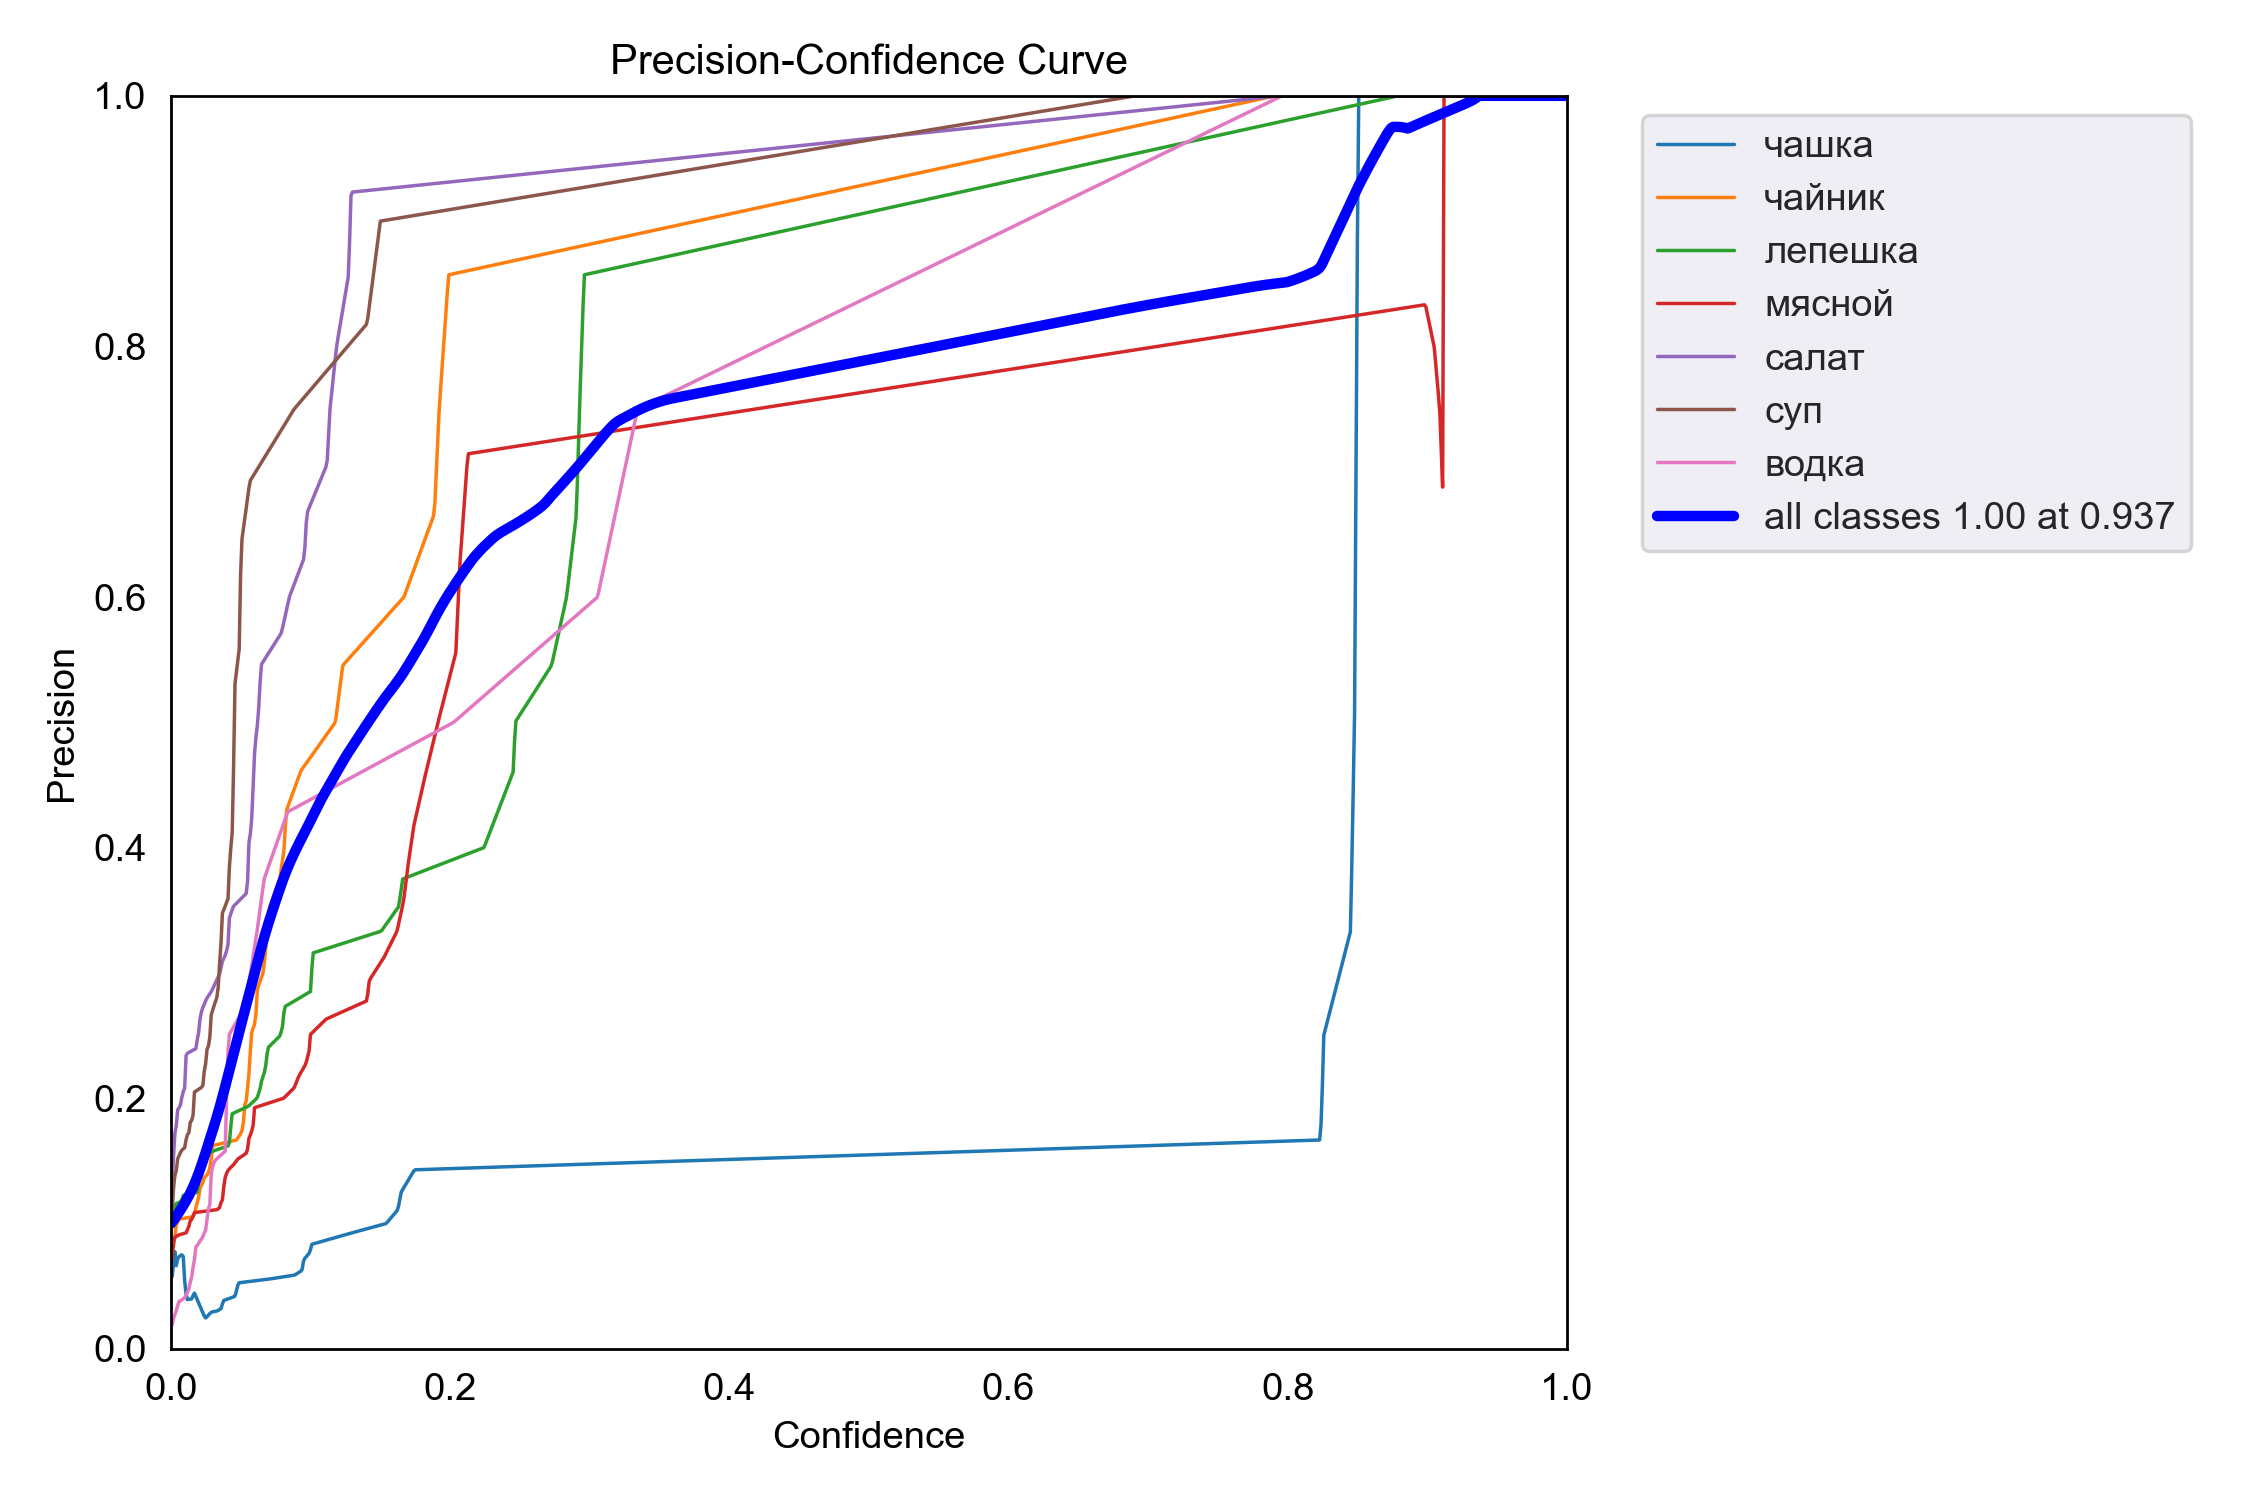 Precision-Confidence Curve
1.0
0.8
0.6
0.4
0.2
0.0
Precision
0.0 0.2 0.4 0.6 0.8 1.0
Confidence
чашка
чайник
лепешка
мясной
салат
суп
водка
all classes 1.00 at 0.937